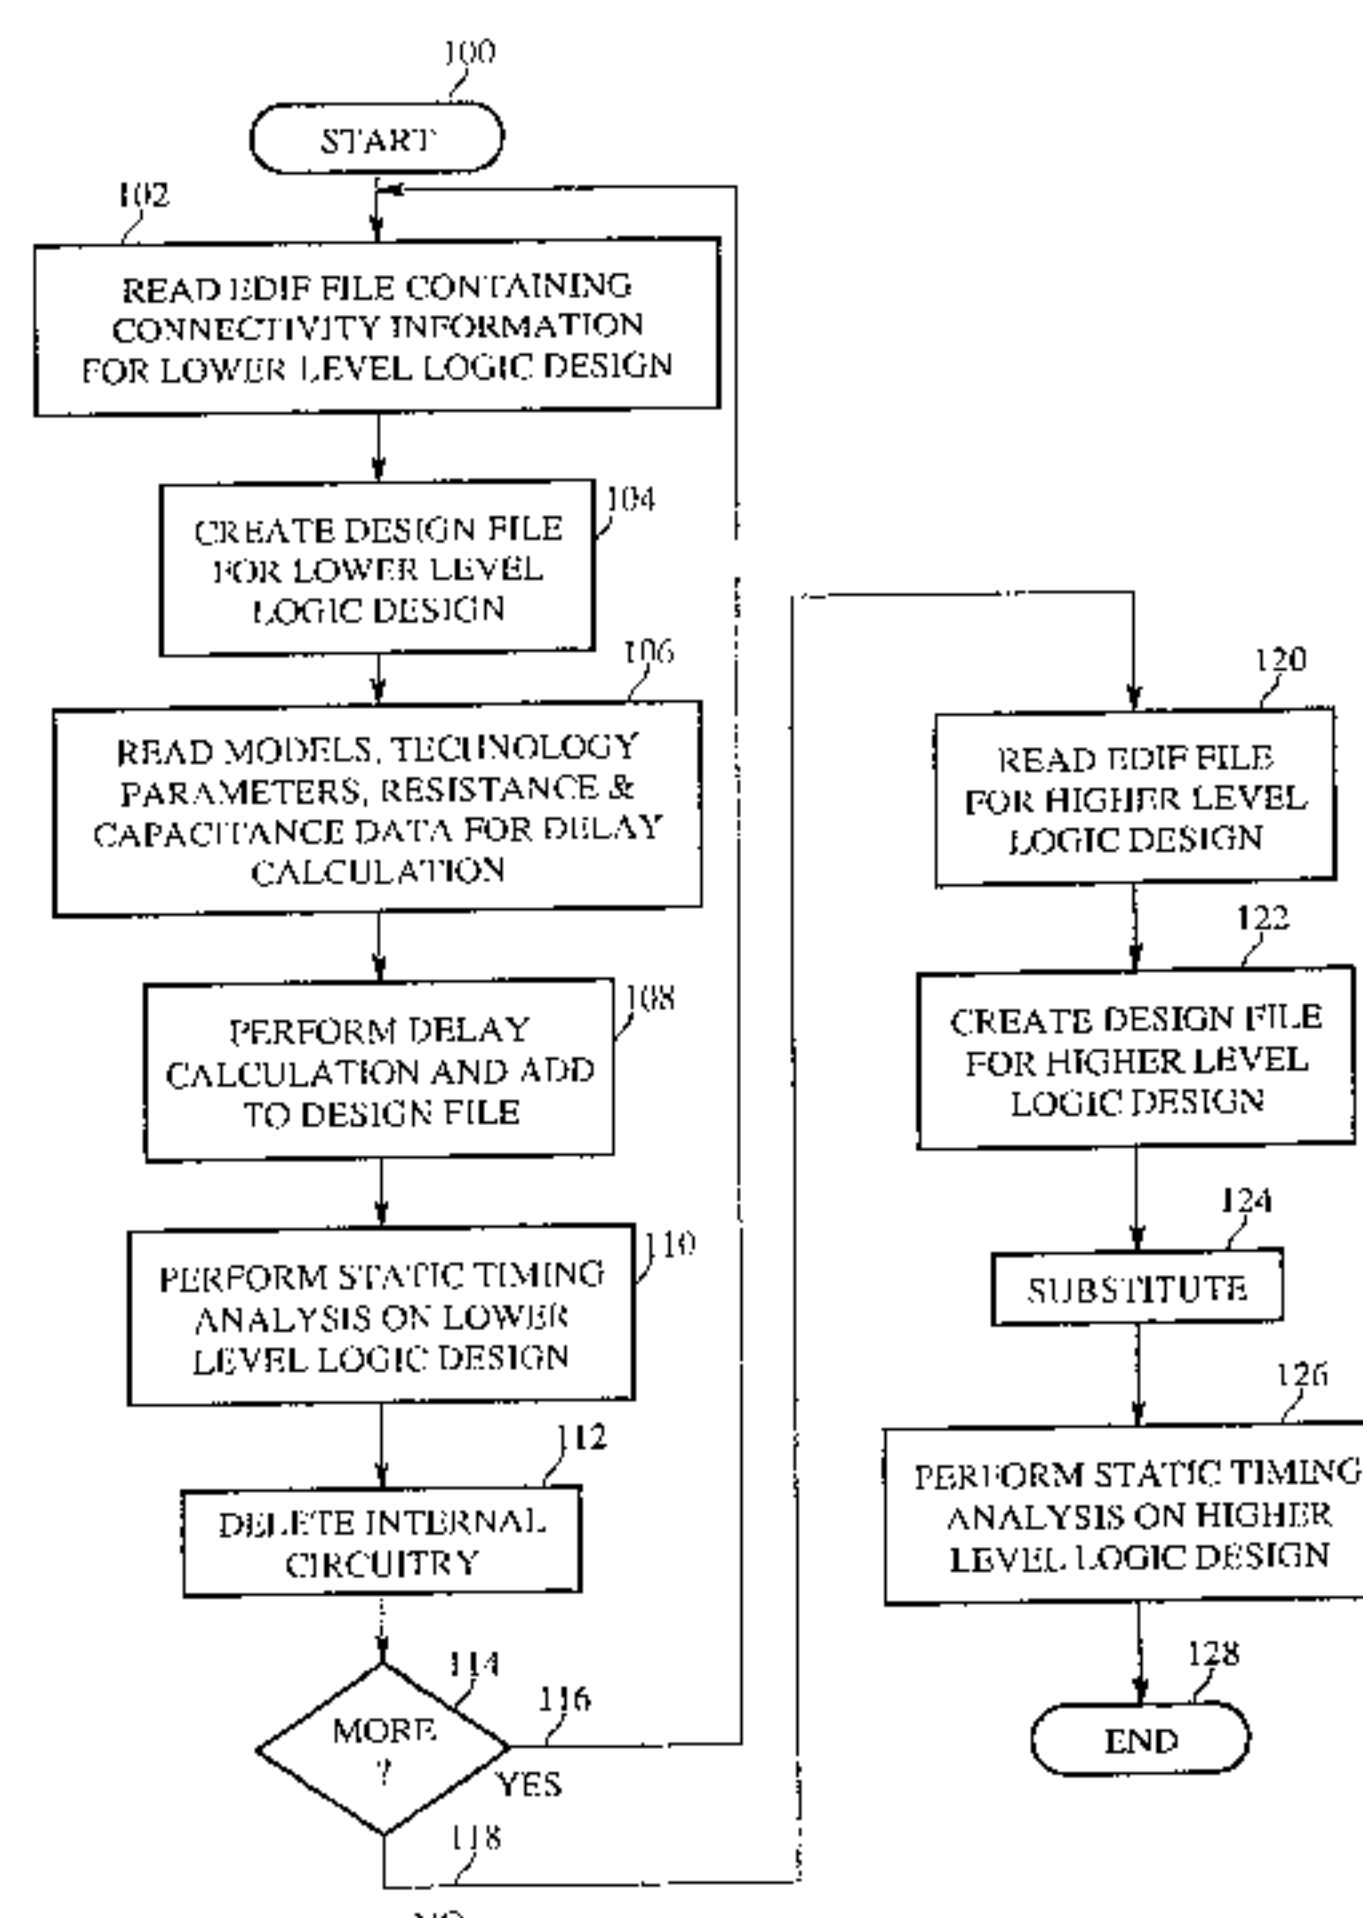 100
START
102
READ EDIF FILE CONTAINING
CONNECTIVITY INFORMATION
FOR LOWER LEVEL LOGIC DESIGN
104
CREATE DESIGN FILE
FOR LOWER LEVEL
LOGIC DESIGN
106
READ MODELS, TECHNOLOGY
PARAMETERS, RESISTANCE &
CAPACITANCE DATA FOR DELAY
CALCULATION
108
PERFORM DELAY
CALCULATION AND ADD
TO DESIGN FILE
110
PERFORM STATIC TIMING
ANALYSIS ON LOWER
LEVEL LOGIC DESIGN
112
DELETE INTERNAL
CIRCUITRY
114
MORE
?
116
YES
118
120
READ EDIF FILE
FOR HIGHER LEVEL
LOGIC DESIGN
122
CREATE DESIGN FILE
FOR HIGHER LEVEL
LOGIC DESIGN
124
SUBSTITUTE
126
PERFORM STATIC TIMING
ANALYSIS ON HIGHER
LEVEL LOGIC DESIGN
128
END